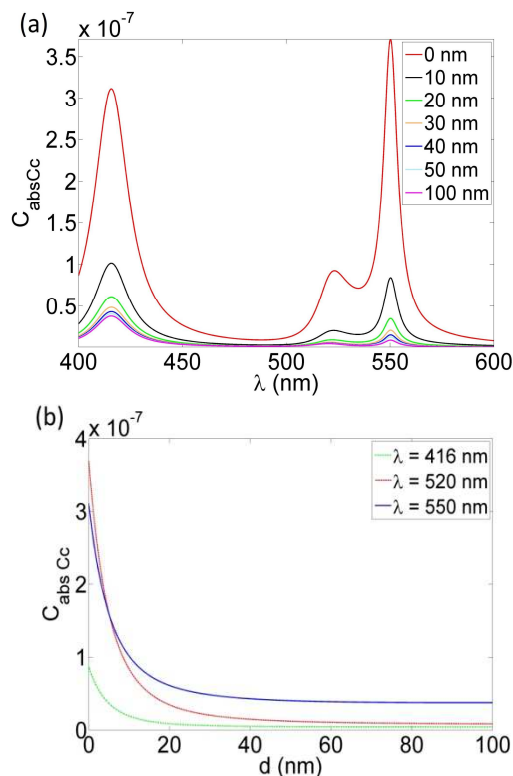 (a)
x 10⁻⁷
3.5
3
2.5
2
1.5
1
0.5
400
450
500
550
600
C absCc
λ (nm)
0 nm
10 nm
20 nm
30 nm
40 nm
50 nm
100 nm
(b)
4 x 10⁻⁷
3
2
1
0
0
20
40
60
80
100
C abs Cc
d (nm)
λ = 416 nm
λ = 520 nm
λ = 550 nm